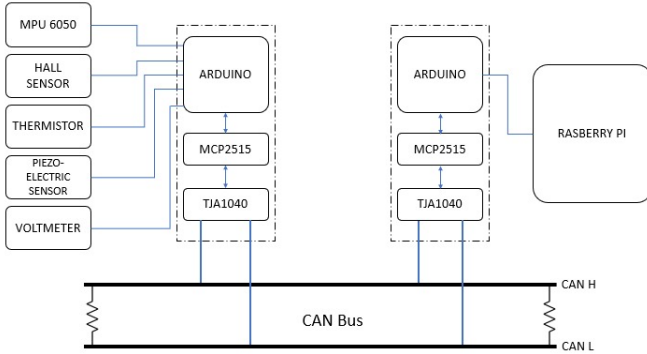 MPU 6050
HALL
SENSOR
THERMISTOR
PIEZO-
ELECTRIC
SENSOR
VOLTMETER
ARDUINO
MCP2515
TJA1040
ARDUINO
MCP2515
TJA1040
RASBERRY PI
CAN H
CAN Bus
CAN L